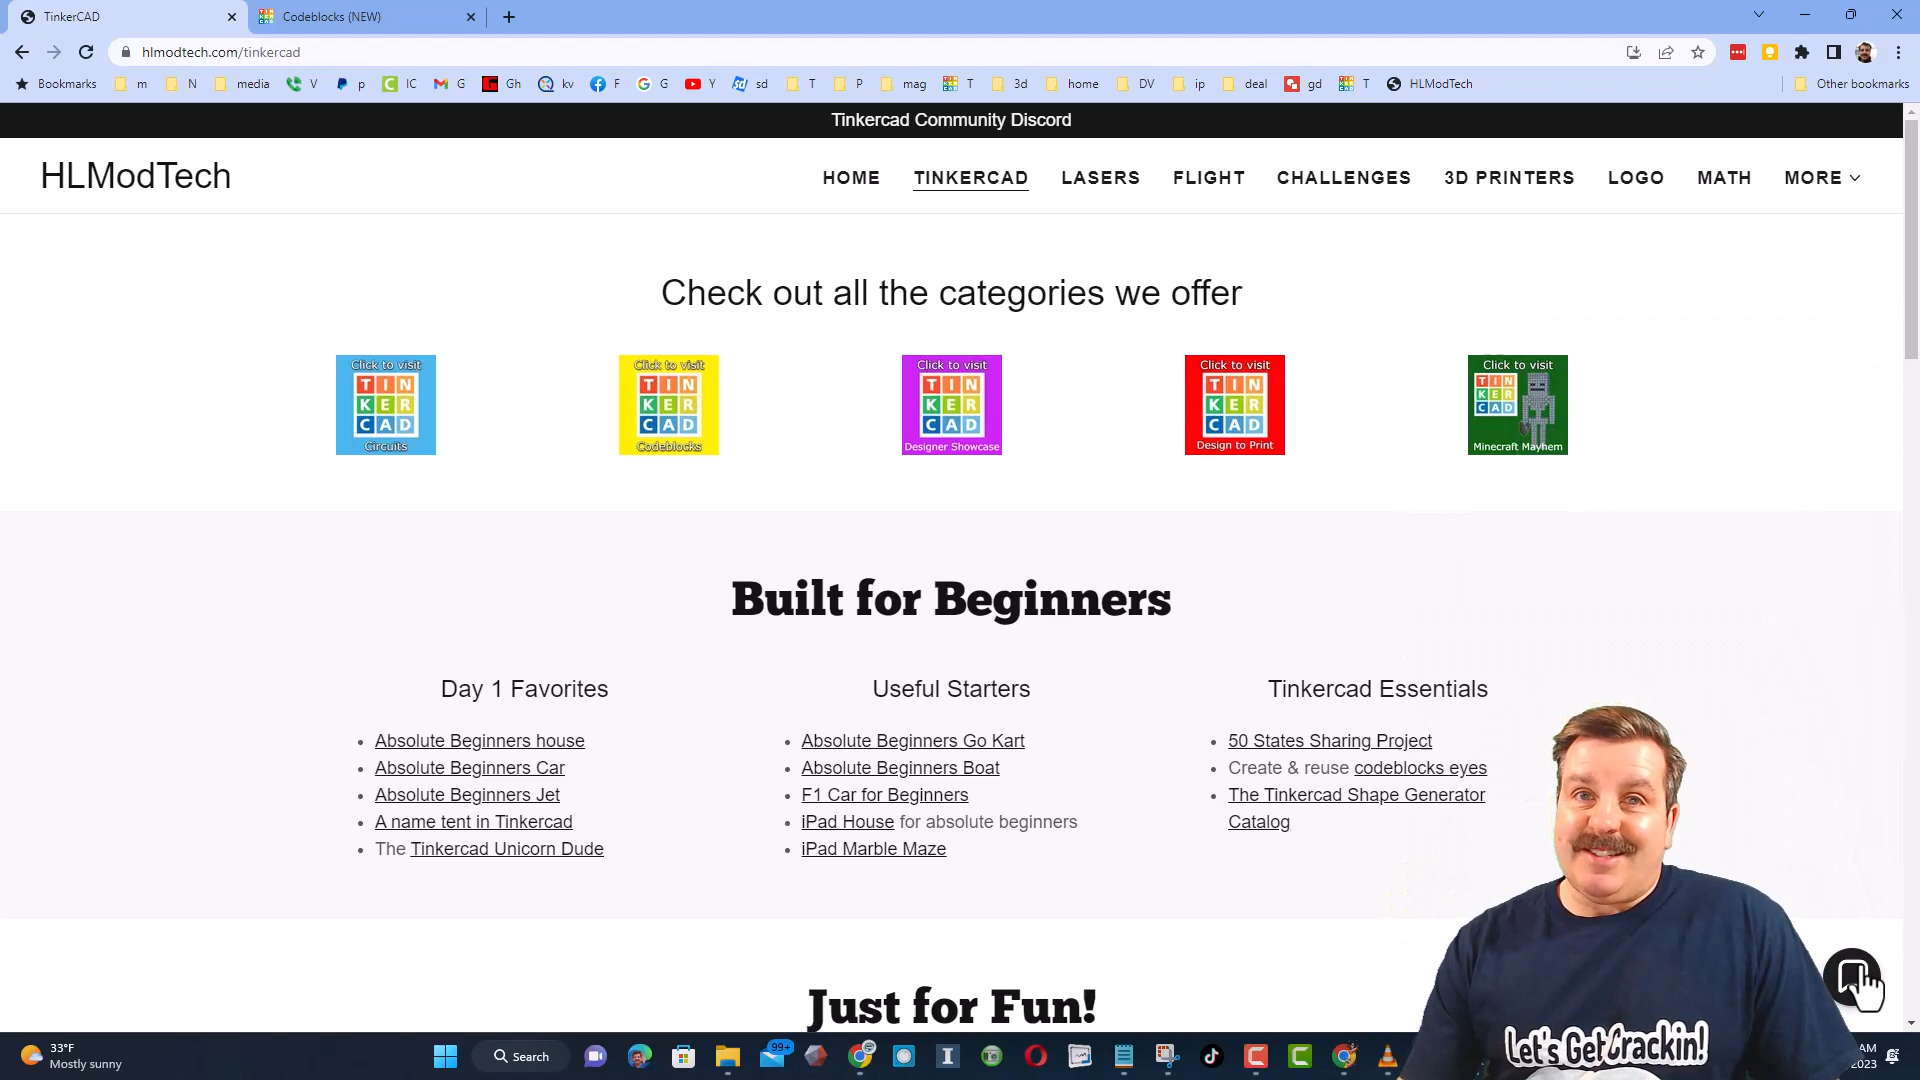 TinkerCAD
Codeblocks (NEW)
hlmodtech.com/tinkercad
Bookmarks m N media V p IC G Gh kv F G Y sd T P mag T 3d home DV ip deal gd T HLModTech Other bookmarks
Tinkercad Community Discord
HLModTech
HOME TINKERCAD LASERS FLIGHT CHALLENGES 3D PRINTERS LOGO MATH MORE
Check out all the categories we offer
Click to visit
TIN
KER
CAD
Circuits
Click to visit
TIN
KER
CAD
Codeblocks
Click to visit
TIN
KER
CAD
Designer Showcase
Click to visit
TIN
KER
CAD
Design to Print
Click to visit
TIN
KER
CAD
Minecraft Mayhem
Built for Beginners
Day 1 Favorites
Absolute Beginners house
Absolute Beginners Car
Absolute Beginners Jet
A name tent in Tinkercad
The Tinkercad Unicorn Dude
Useful Starters
Absolute Beginners Go Kart
Absolute Beginners Boat
F1 Car for Beginners
iPad House for absolute beginners
iPad Marble Maze
Tinkercad Essentials
50 States Sharing Project
Create & reuse codeblocks eyes
The Tinkercad Shape Generator
Catalog
Just for Fun!
Let's Get Crackin!
33°F
Mostly sunny
Search
99+
AM
2023